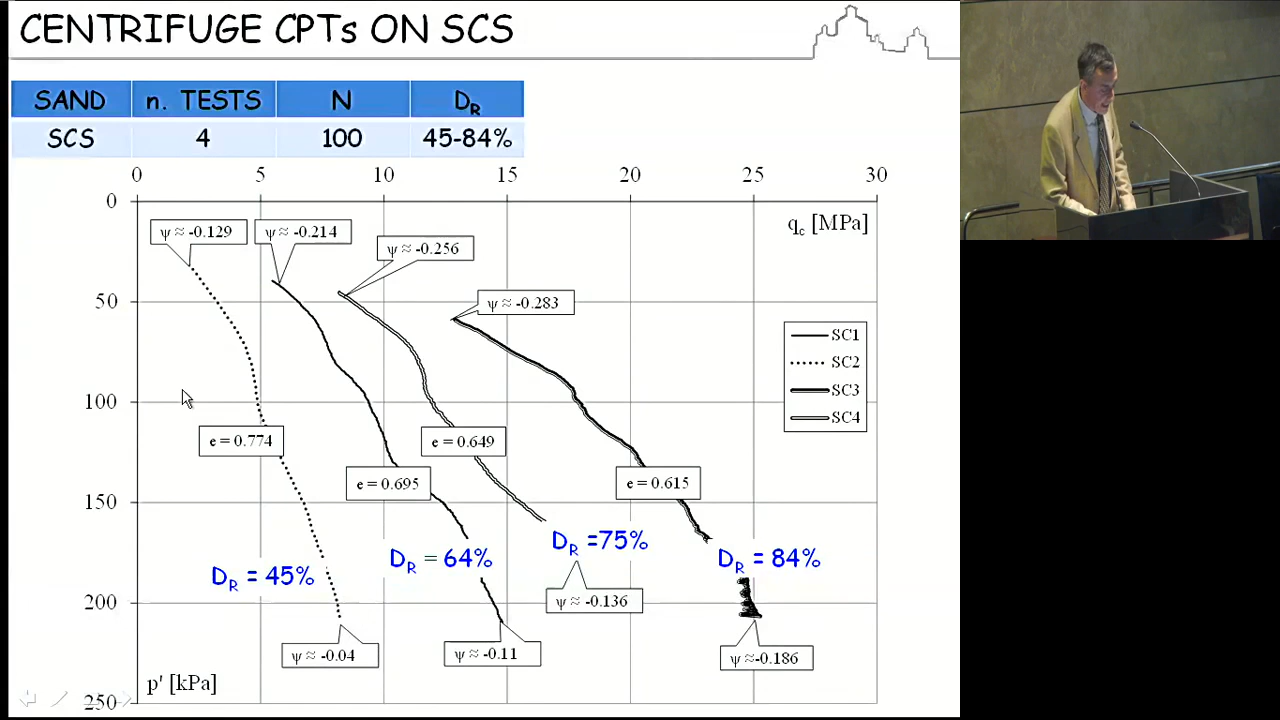 CENTRIFUGE CPTs ON SCS
SAND n. TESTS N DR
SCS 4 100 45-84%
0 5 10 15 20 25 30
0
qc [MPa]
ψ ≈ -0.129
ψ ≈ -0.214
ψ ≈ -0.256
ψ ≈ -0.283
50
SC1
SC2
SC3
SC4
100
e = 0.774
e = 0.649
e = 0.695
e = 0.615
150
DR =75%
DR = 64%
DR = 84%
DR = 45%
200
ψ ≈ -0.136
ψ ≈ -0.04
ψ ≈ -0.11
ψ ≈-0.186
p' [kPa]
250